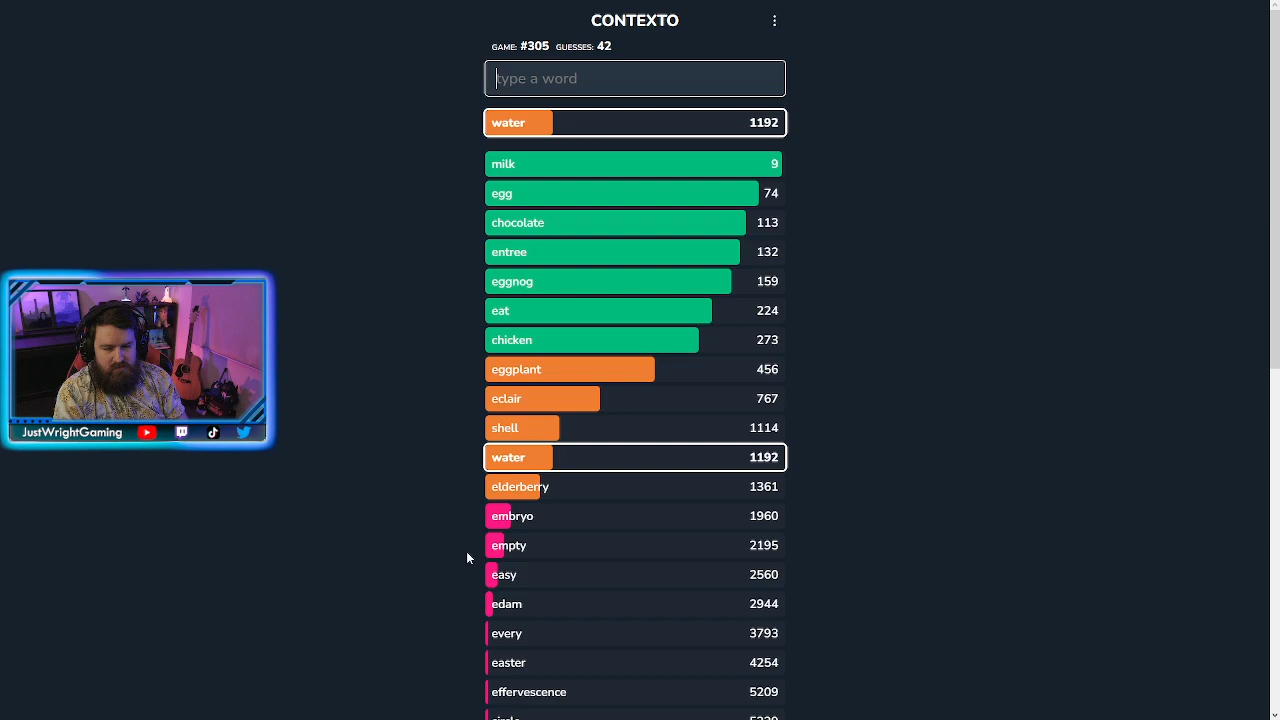 CONTEXTO
GAME: #305 GUESSES: 42
type a word
water 1192
milk 9
egg 74
chocolate 113
entree 132
eggnog 159
eat 224
chicken 273
eggplant 456
eclair 767
shell 1114
water 1192
elderberry 1361
embryo 1960
empty 2195
easy 2560
edam 2944
every 3793
easter 4254
effervescence 5209
JustWrightGaming